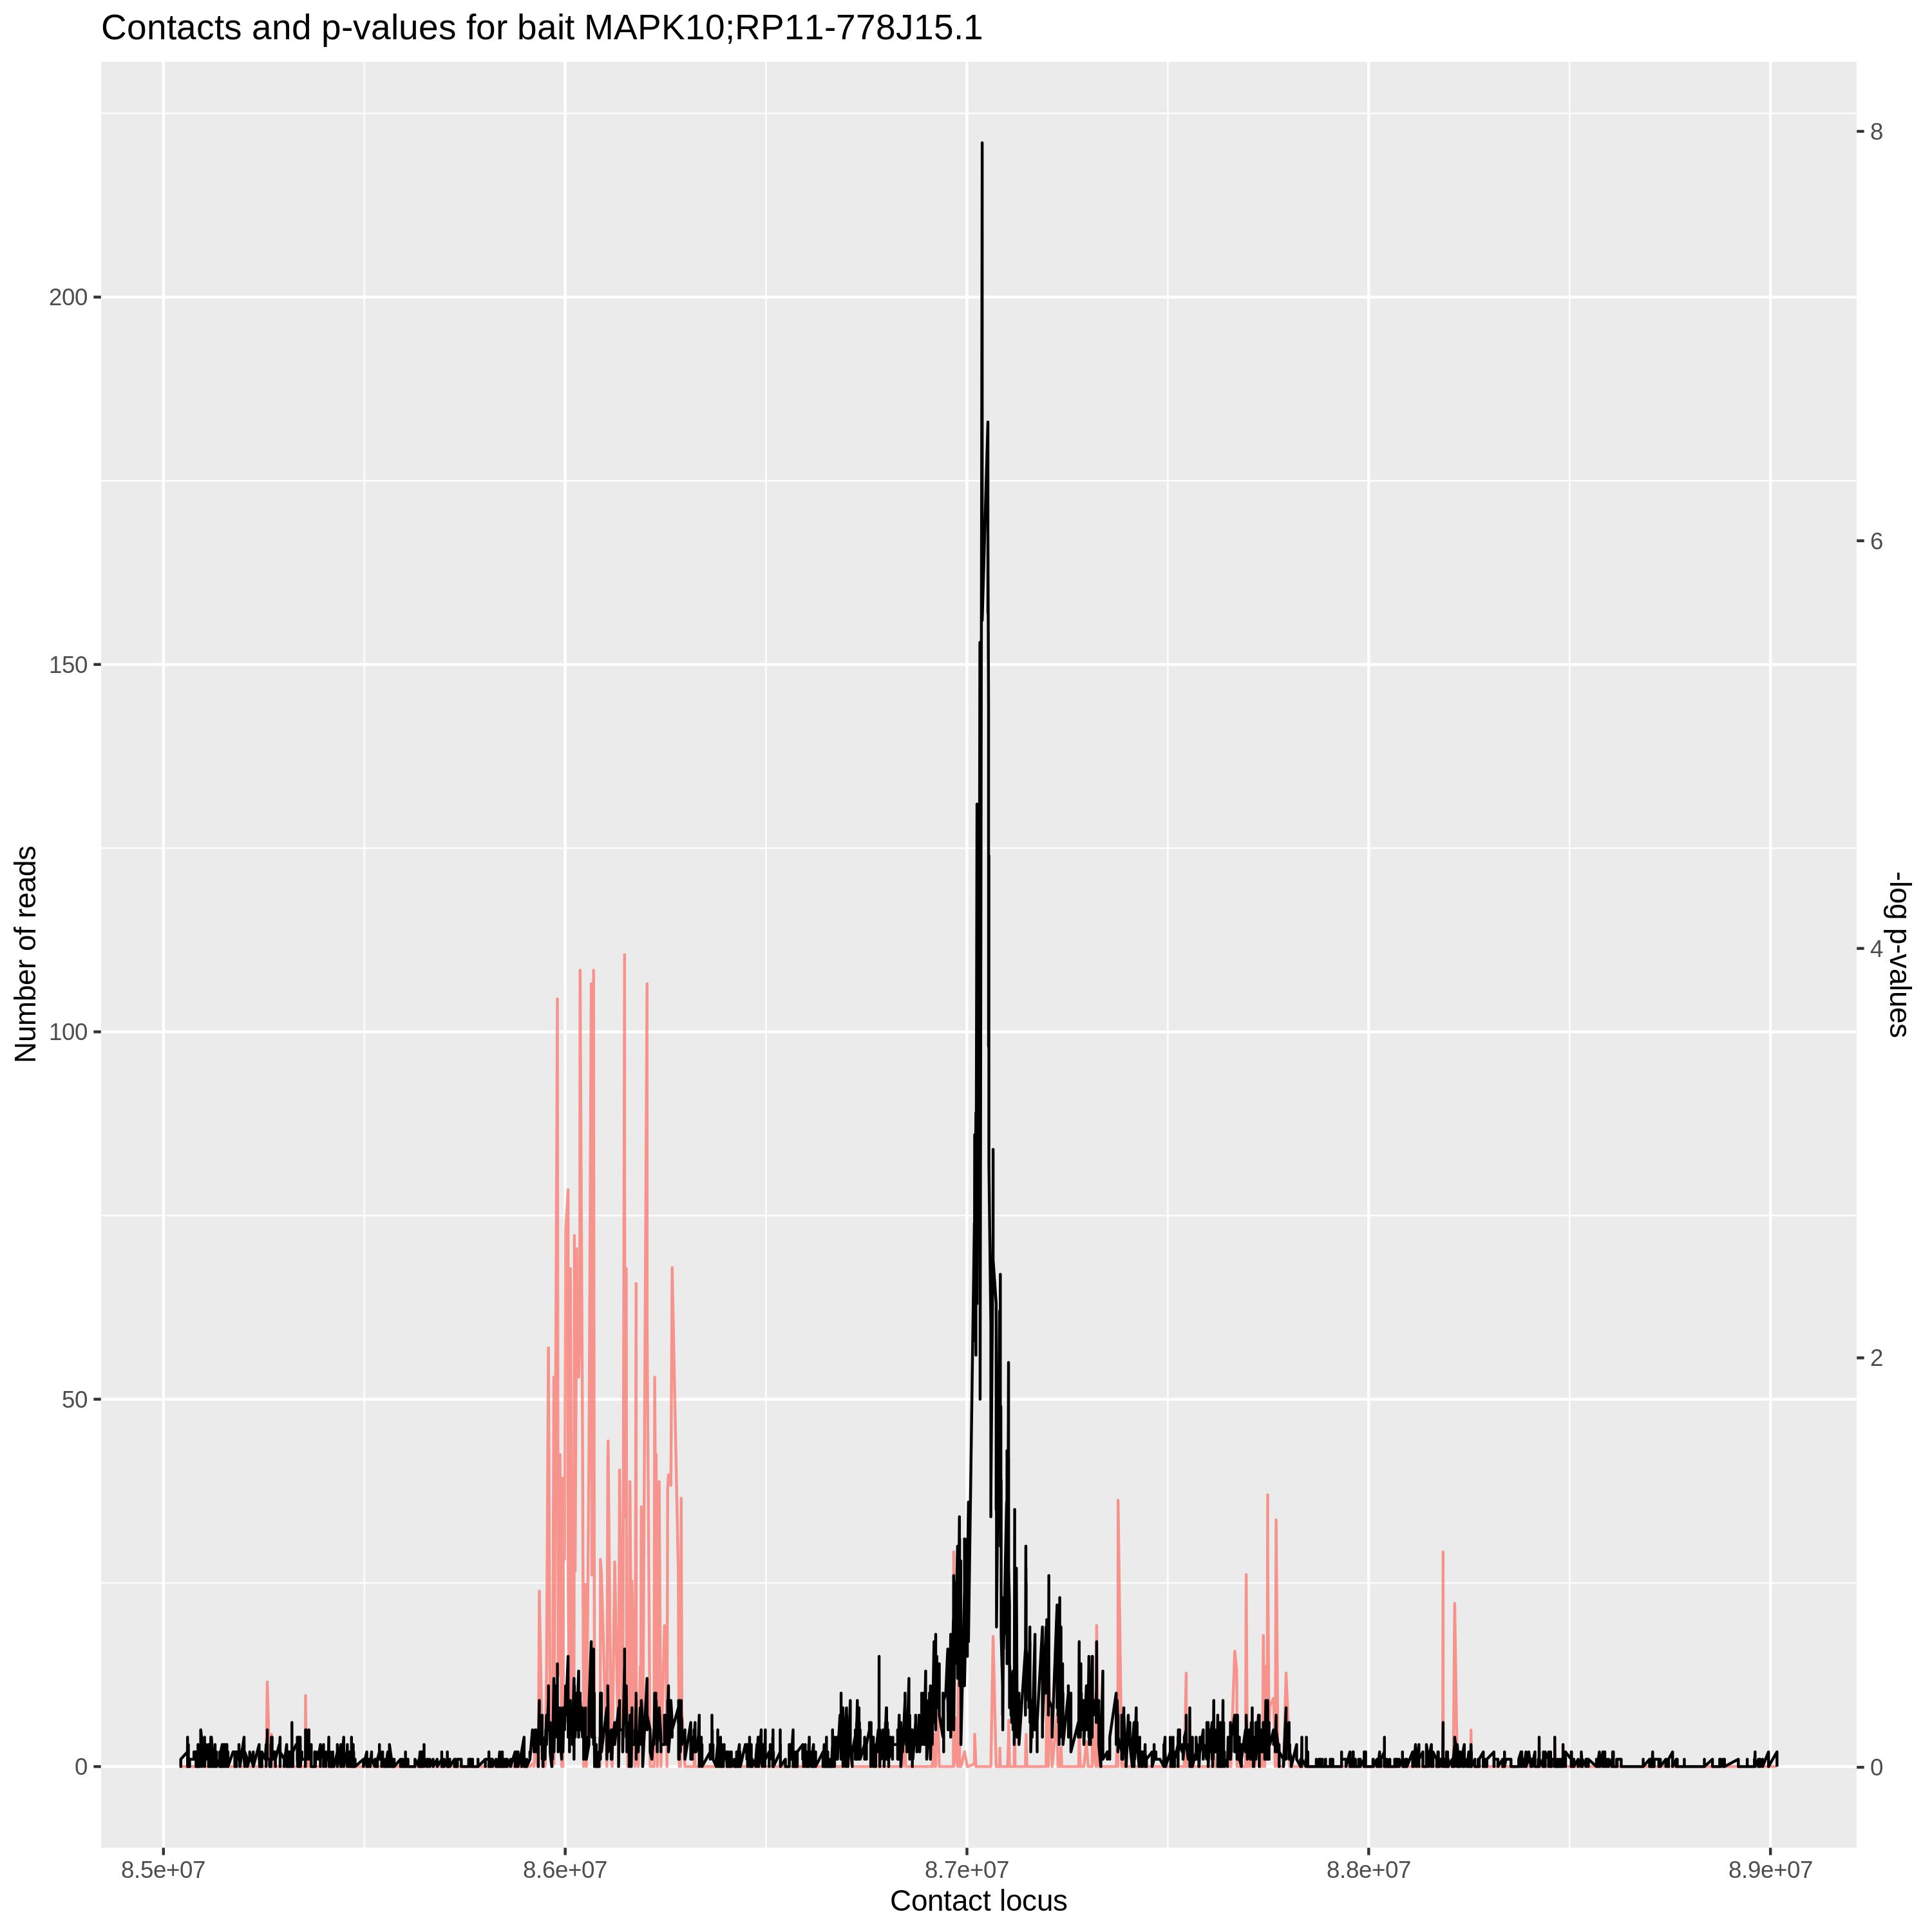 Contacts and p-values for bait MAPK10;RP11-778J15.1
Number of reads
200
150
100
50
0
8
6
4
2
0
-log p-values
8.5e+07 8.6e+07 8.7e+07 8.8e+07 8.9e+07
Contact locus